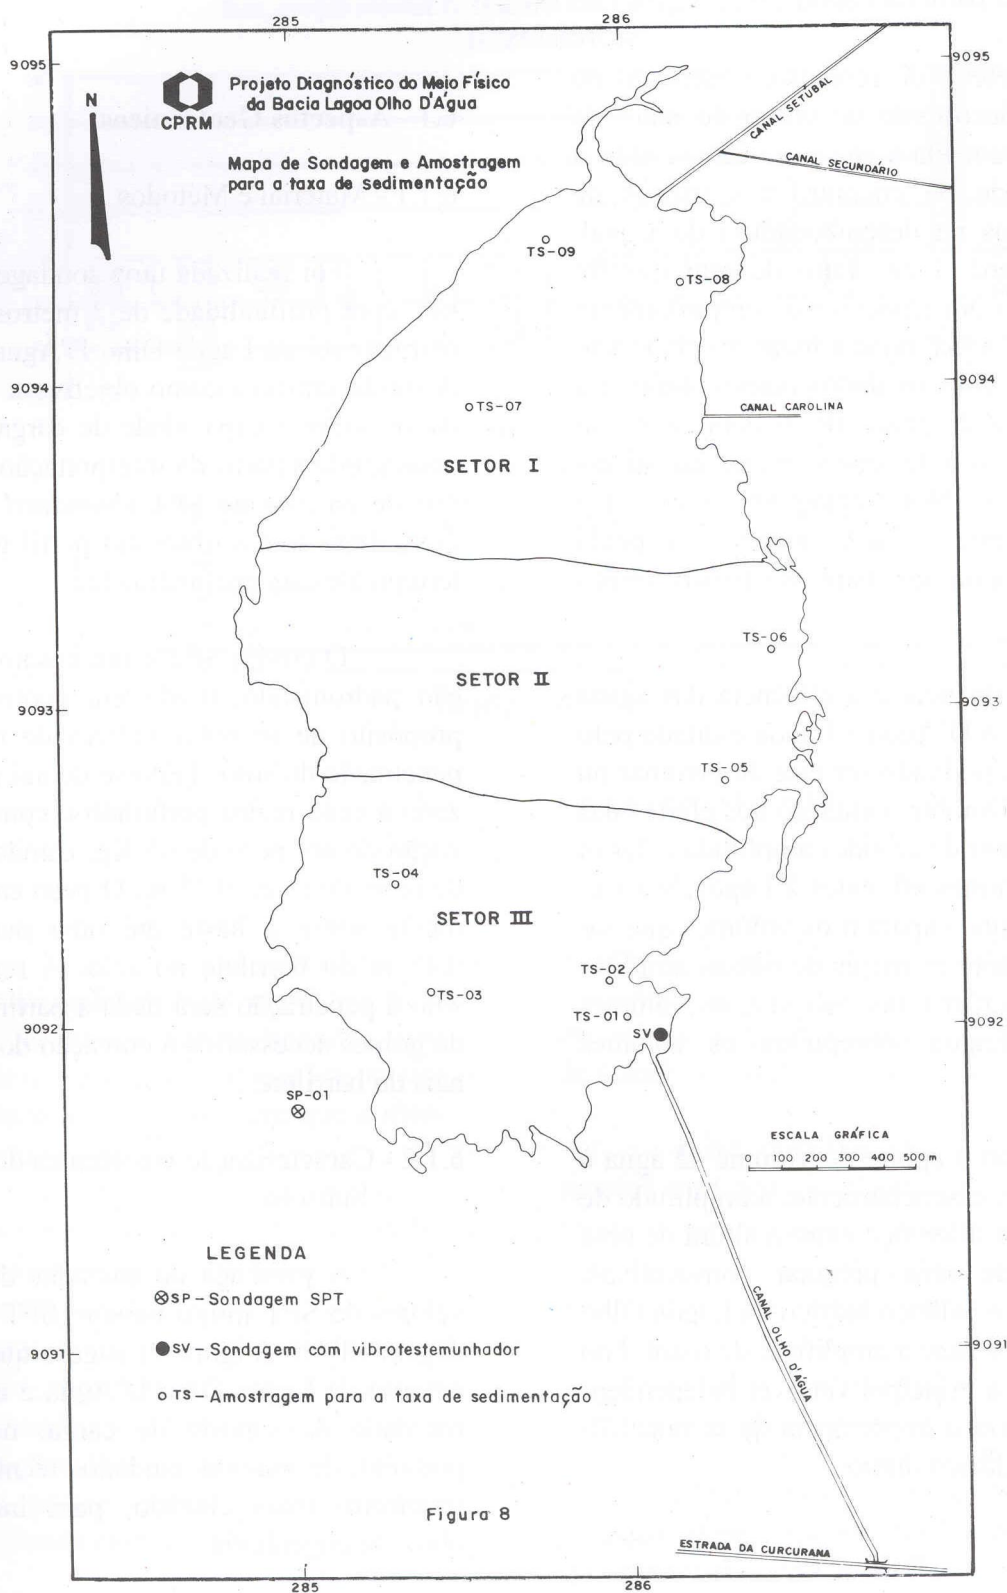 285
286
9095
9095
N
CPRM
Projeto Diagnóstico do Meio Físico
da Bacia Lagoa Olho D'Água
Mapa de Sondagem e Amostragem
para a taxa de sedimentação
CANAL SETÚBAL
CANAL SECUNDÁRIO
TS-09
TS-08
9094
9094
TS-07
CANAL CAROLINA
SETOR I
TS-06
SETOR II
9093
9093
TS-05
TS-04
SETOR III
TS-02
TS-03
TS-01
9092
9092
SV
SP-01
ESCALA GRÁFICA
0 100 200 300 400 500 m
LEGENDA
SP-Sondagem SPT
SV - Sondagem com vibrotestemunhador
TS-Amostragem para a taxa de sedimentação
9091
9091
CANAL OLHO D'ÁGUA
Figura 8
ESTRADA DA CURCURANA
285
286